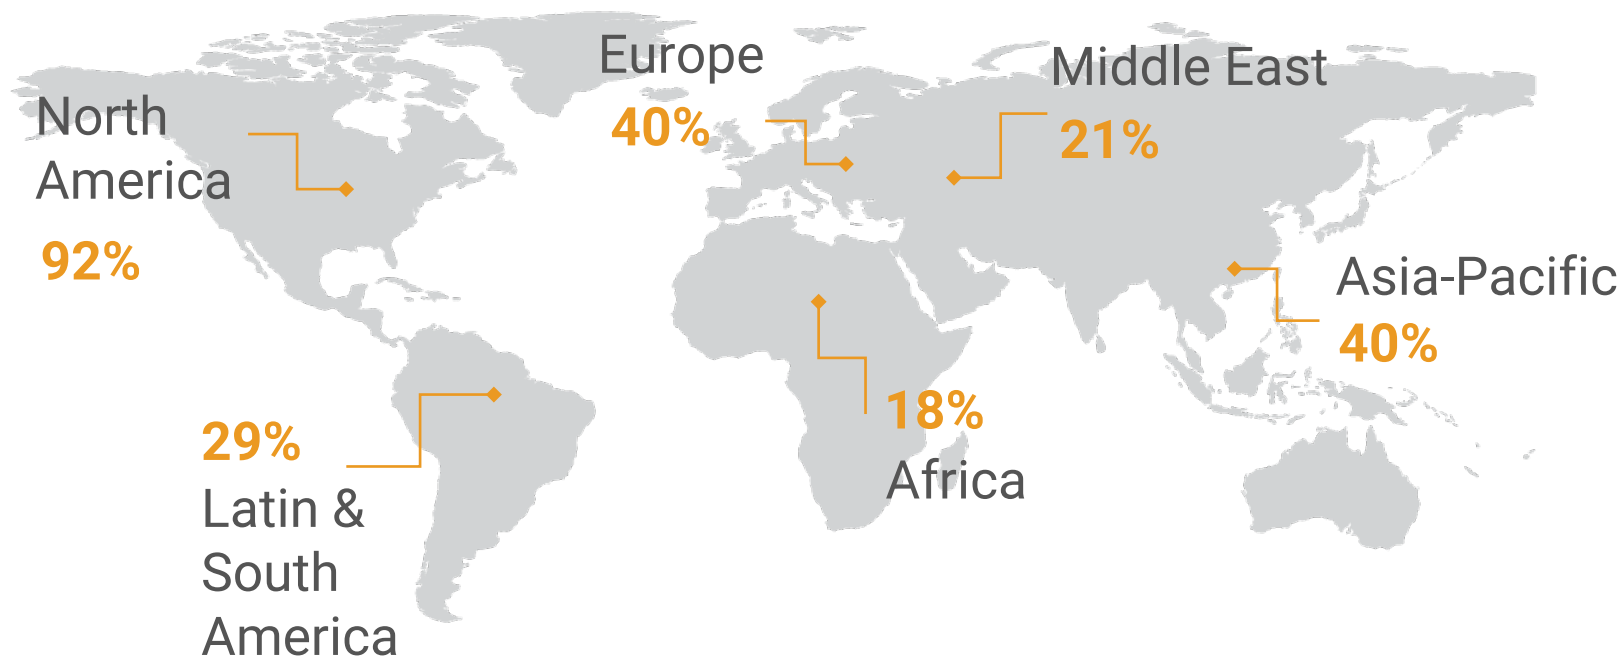 North
America
92%
Europe
40%
Middle East
21%
Asia-Pacific
40%
18%
Africa
29%
Latin &
South
America